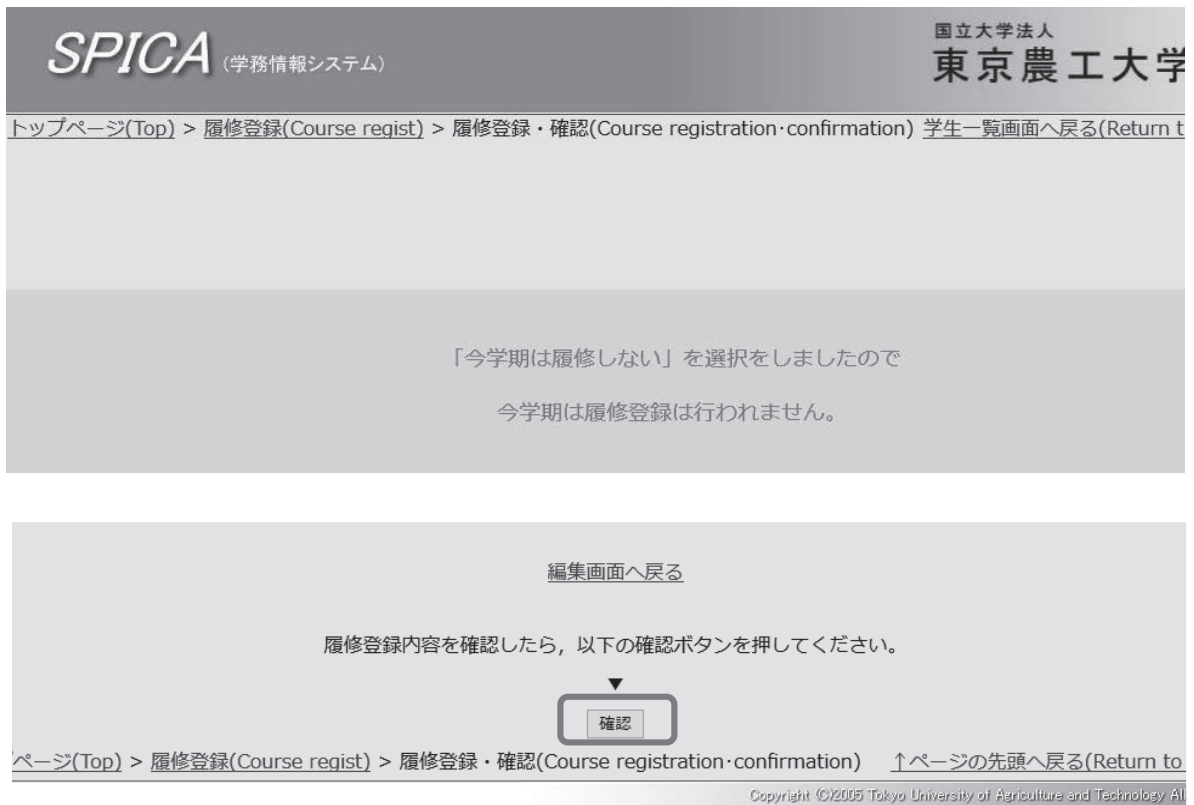 SPICA (学務情報システム)
国立大学法人
東京農工大学
トップページ(Top) > 履修登録(Course regist) > 履修登録・確認(Course registration･confirmation) 学生一覧画面へ戻る(Return t
「今学期は履修しない」を選択をしましたので
今学期は履修登録は行われません。
編集画面へ戻る
履修登録内容を確認したら，以下の確認ボタンを押してください。
▼
確認
ページ(Top) > 履修登録(Course regist) > 履修登録・確認(Course registration･confirmation) ↑ページの先頭へ戻る(Return to
Copyright (C)2005 Tokyo University of Agriculture and Technology Al